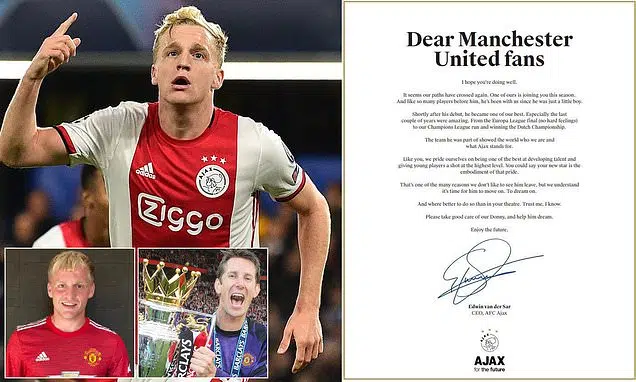 adidas
Ziggo
BARCLAYS
BARCLAYS
Dear Manchester
United fans
I hope you're doing well.
It seems our paths have crossed again. One of ours is joining you this season.
And like so many players before him, he's been with us since he was just a little boy.
Shortly after his debut, he became one of our best. Especially the last
couple of years were amazing. From the Europa League final (no hard feelings)
to our Champions League run and winning the Dutch Championship.
The team he was part of showed the world who we are and
what Ajax stands for.
Like you, we pride ourselves on being one of the best at developing talent and
giving young players a shot at the highest level. You could say your new star is the
embodiment of that pride.
That's one of the many reasons we don't like to see him leave, but we understand
it's time for him to move on. To dream on.
And where better to do so than in your theatre. Trust me, I know.
Please take good care of our Donny, and help him dream.
Enjoy the future,
Edwin van der Sar
CEO, AFC Ajax
AJAX
for the future